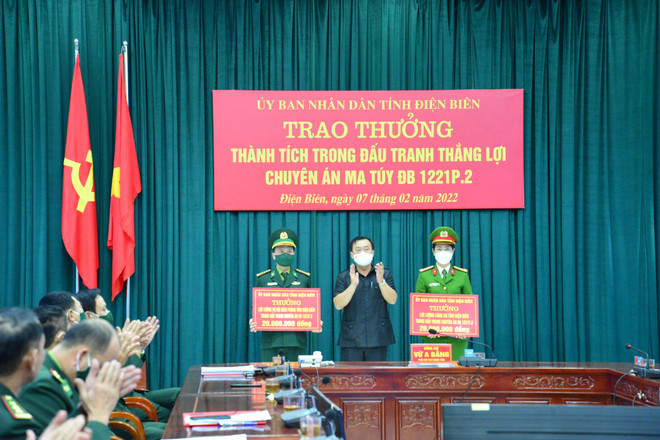 ỦY BAN NHÂN DÂN TỈNH ĐIỆN BIÊN
TRAO THƯỞNG
THÀNH TÍCH TRONG ĐẤU TRANH THẮNG LỢI
CHUYÊN ÁN MA TÚY ĐB 1221P.2
Điện Biên, ngày 07 tháng 02 năm 2022
ỦY BAN NHÂN DÂN TỈNH ĐIỆN BIÊN
THƯỞNG
20.000.000 đồng
ỦY BAN NHÂN DÂN TỈNH ĐIỆN BIÊN
THƯỞNG
20.000.000 đồng
VỪ A BẰNG